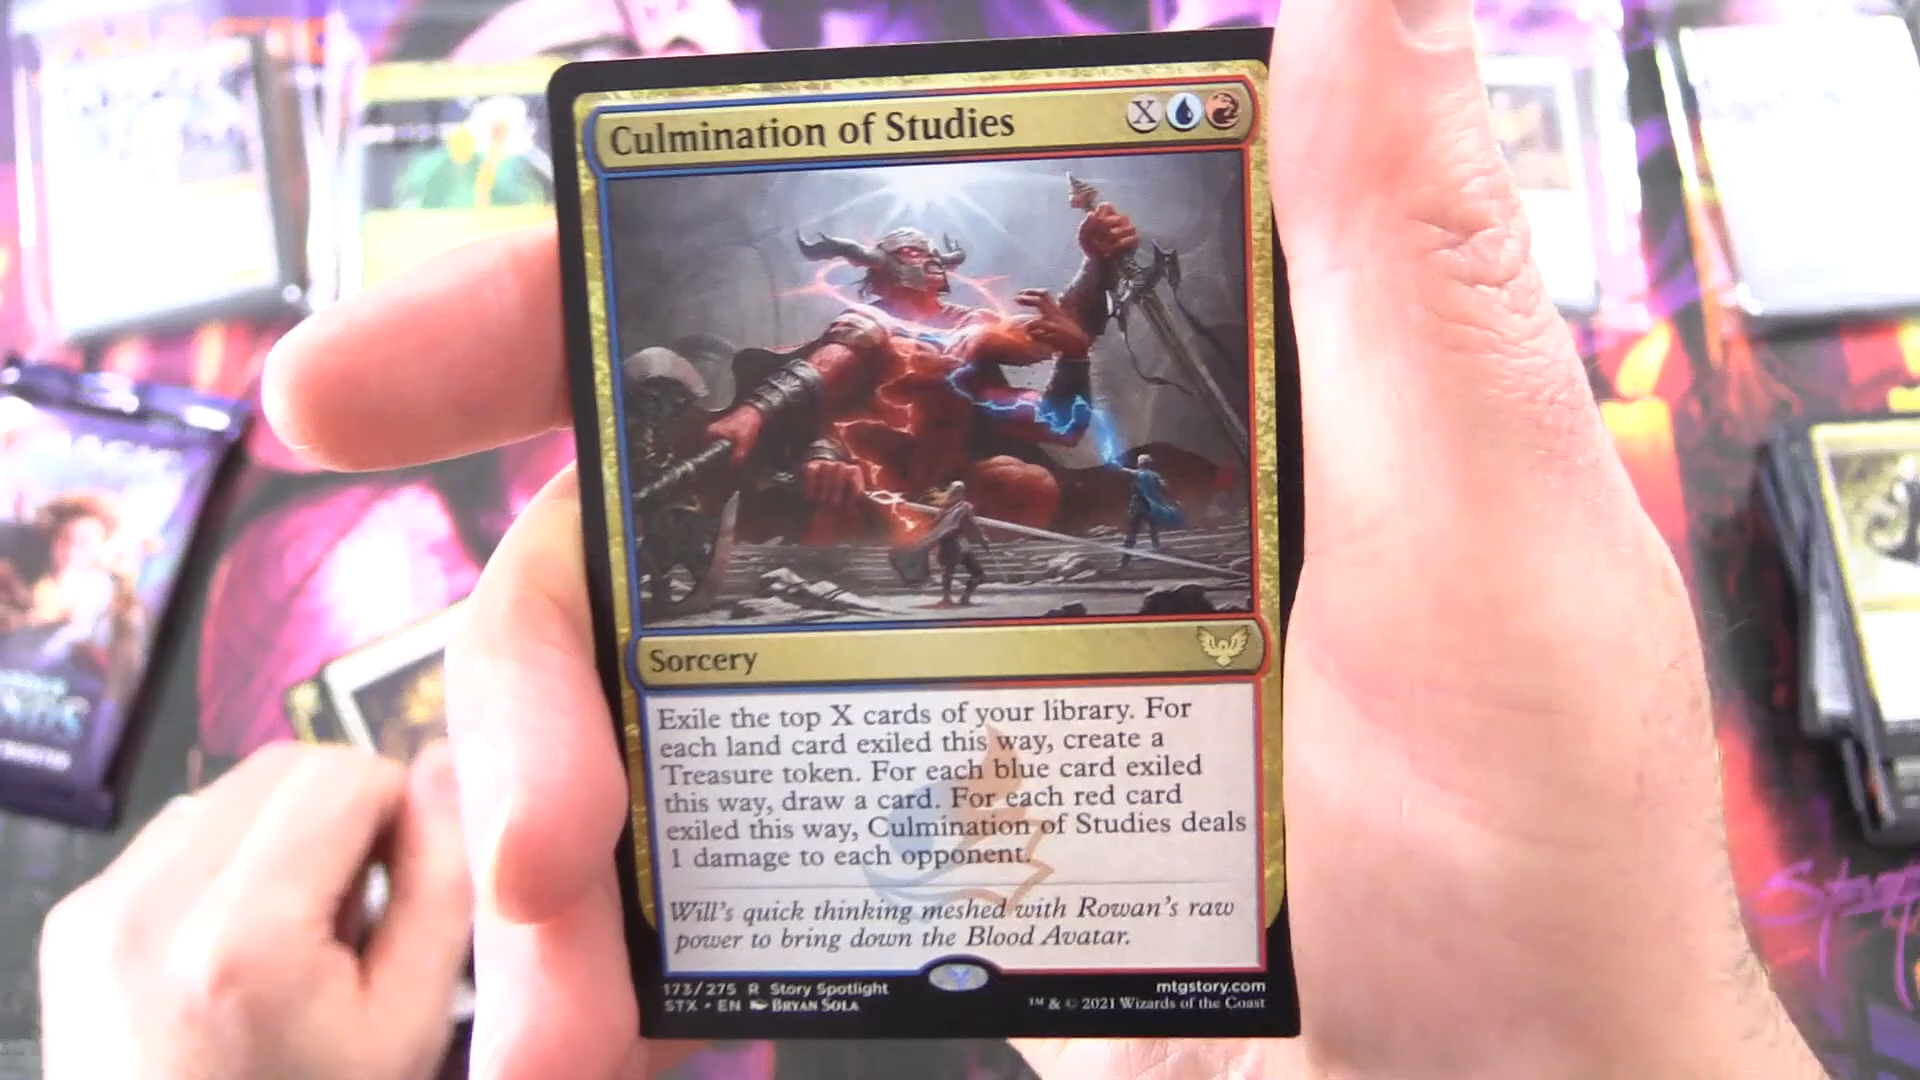 Culmination of Studies X
Sorcery
Exile the top X cards of your library. For
each land card exiled this way, create a
Treasure token. For each blue card exiled
this way, draw a card. For each red card
exiled this way, Culmination of Studies deals
1 damage to each opponent.
Will's quick thinking meshed with Rowan's raw
power to bring down the Blood Avatar.
173/275 R Story Spotlight
STX • EN Bryan Sola
mtgstory.com
™ & © 2021 Wizards of the Coast